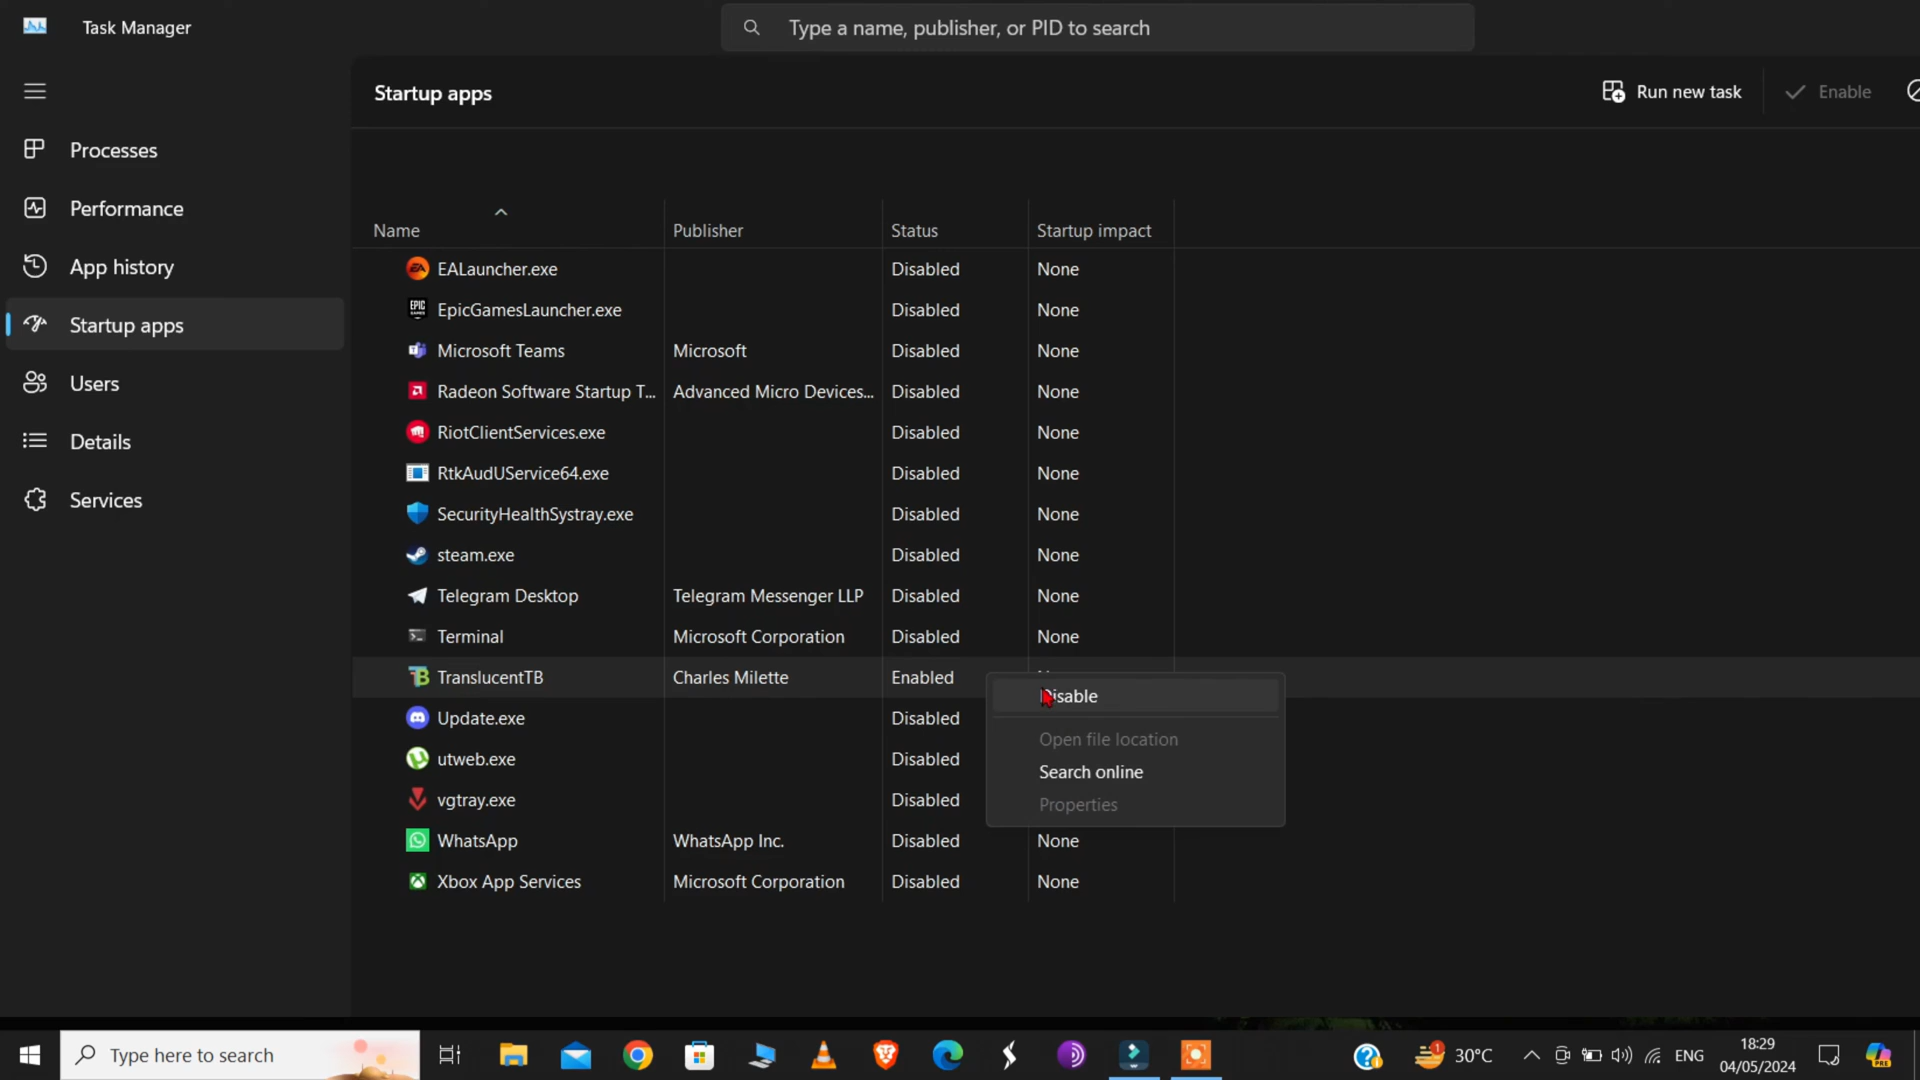 Task Manager
Type a name, publisher, or PID to search
Startup apps
Run new task
Enable
Processes
Performance
App history
Startup apps
Users
Details
Services
Name Publisher Status Startup impact
EALauncher.exe Disabled None
EpicGamesLauncher.exe Disabled None
Microsoft Teams Microsoft Disabled None
Radeon Software Startup T... Advanced Micro Devices... Disabled None
RiotClientServices.exe Disabled None
RtkAudUService64.exe Disabled None
SecurityHealthSystray.exe Disabled None
steam.exe Disabled None
Telegram Desktop Telegram Messenger LLP Disabled None
Terminal Microsoft Corporation Disabled None
TranslucentTB Charles Milette Enabled
Update.exe Disabled
utweb.exe Disabled
vgtray.exe Disabled
WhatsApp WhatsApp Inc. Disabled None
Xbox App Services Microsoft Corporation Disabled None
Disable
Open file location
Search online
Properties
Type here to search
1
30°C
ENG
18:29
04/05/2024
PRE